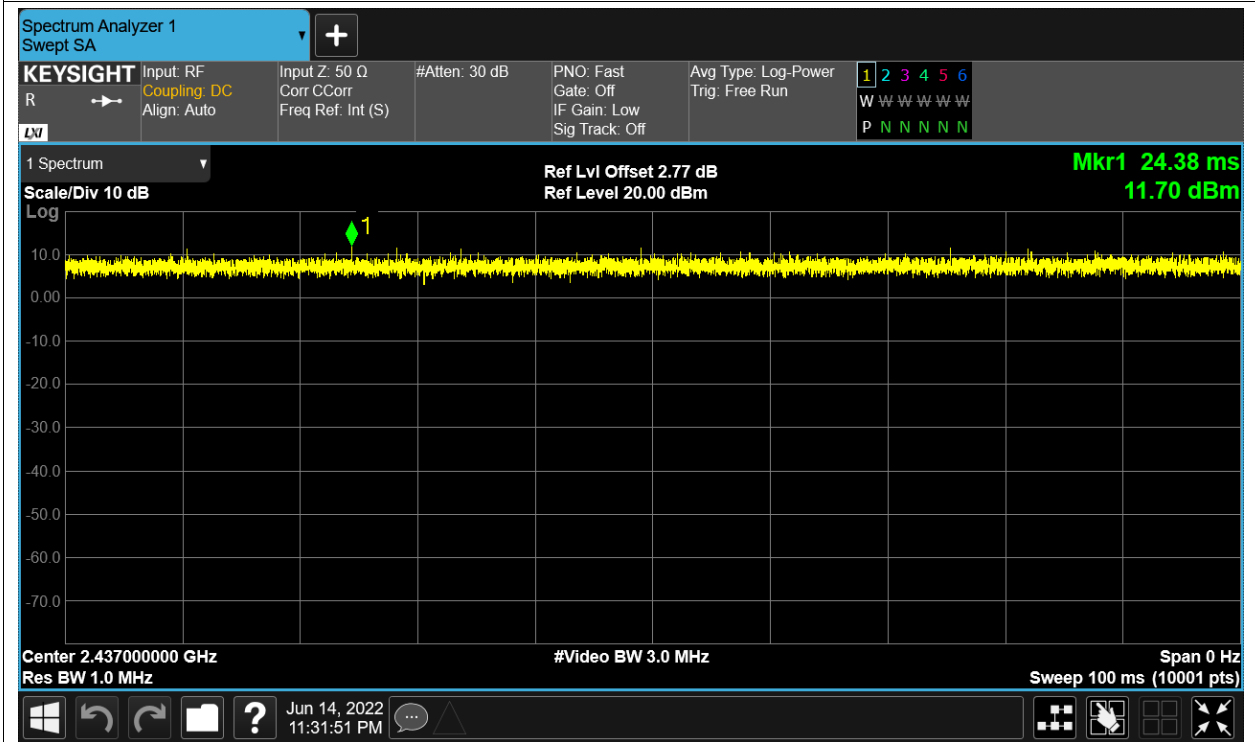 Spectrum Analyzer 1
Swept SA
KEYSIGHT
R
LXI
Input: RF
Coupling: DC
Align: Auto
Input Z: 50 Ω
Corr CCorr
Freq Ref: Int (S)
#Atten: 30 dB
PNO: Fast
Gate: Off
IF Gain: Low
Sig Track: Off
Avg Type: Log-Power
Trig: Free Run
1 2 3 4 5 6
W W W W W W
P N N N N N
1 Spectrum
Scale/Div 10 dB
Log
Ref Lvl Offset 2.77 dB
Ref Level 20.00 dBm
Mkr1 24.38 ms
11.70 dBm
1
10.0
0.00
-10.0
-20.0
-30.0
-40.0
-50.0
-60.0
-70.0
Center 2.437000000 GHz
Res BW 1.0 MHz
#Video BW 3.0 MHz
Span 0 Hz
Sweep 100 ms (10001 pts)
?
Jun 14, 2022
11:31:51 PM